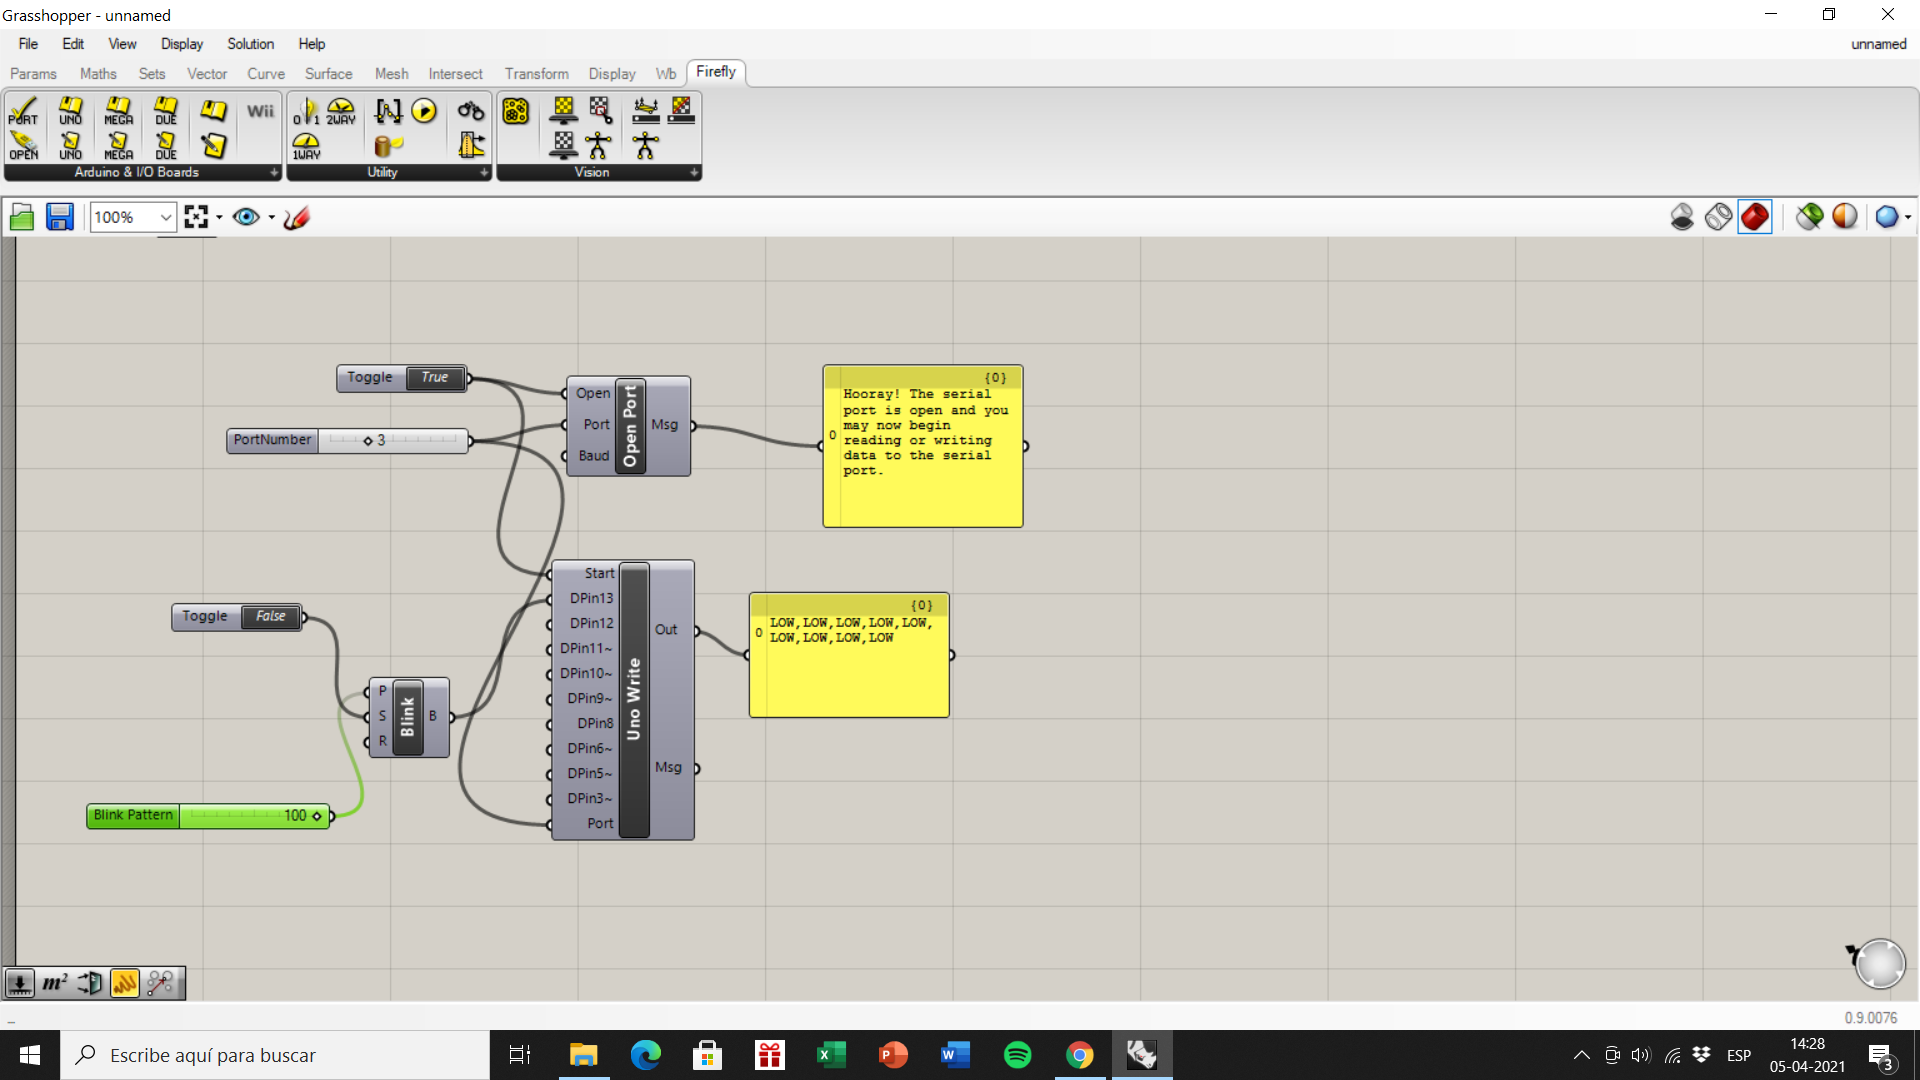 Grasshopper - unnamed
File Edit View Display Solution Help unnamed
Params Maths Sets Vector Curve Surface Mesh Intersect Transform Display Wb Firefly
PORT UNO MEGA DUE Wii 0 1 2WAY
OPEN UNO MEGA DUE 1WAY
Arduino & I/O Boards Utility Vision
100%
Toggle True
PortNumber 3
Open
Port
Baud
Open Port
Msg
{0}
0
Hooray! The serial
port is open and you
may now begin
reading or writing
data to the serial
port.
Toggle False
P
S
R
Blink
B
Blink Pattern 100
Start
DPin13
DPin12
DPin11~
DPin10~
DPin9~
DPin8
DPin6~
DPin5~
DPin3~
Port
Uno Write
Out
Msg
{0}
0
LOW,LOW,LOW,LOW,LOW,
LOW,LOW,LOW,LOW
m²
...
0.9.0076
Escribe aquí para buscar
ESP
14:28
05-04-2021
3